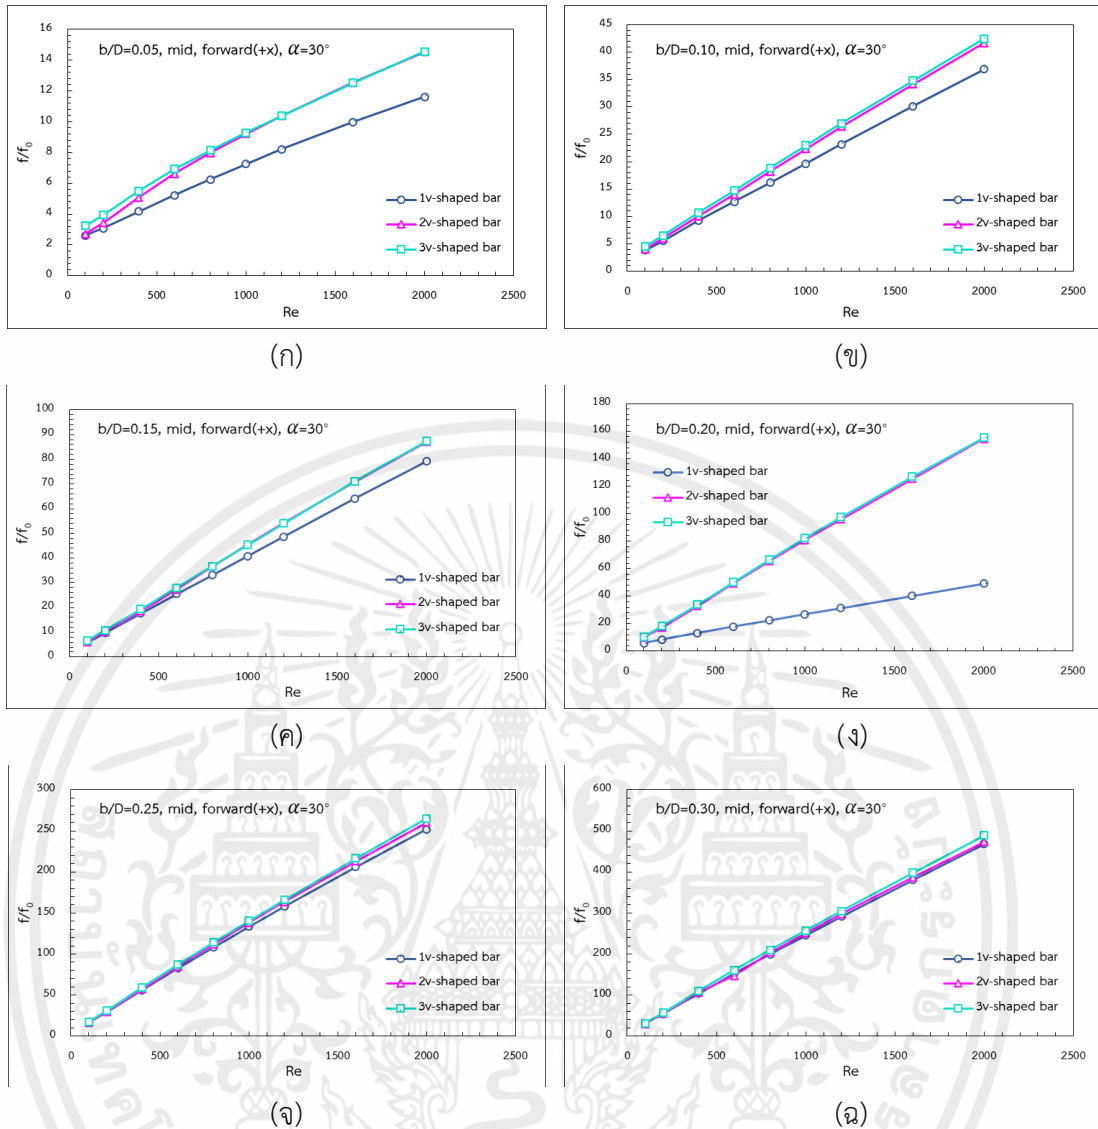 b/D=0.05, mid, forward(+x), α=30°
16
14
12
10
8
6
4
2
0
f/f0
1v-shaped bar
2v-shaped bar
3v-shaped bar
0 500 1000 1500 2000 2500
Re
(ก)
b/D=0.10, mid, forward(+x), α=30°
45
40
35
30
25
20
15
10
5
0
f/f0
1v-shaped bar
2v-shaped bar
3v-shaped bar
0 500 1000 1500 2000 2500
Re
(ข)
b/D=0.15, mid, forward(+x), α=30°
100
90
80
70
60
50
40
30
20
10
0
f/f0
1v-shaped bar
2v-shaped bar
3v-shaped bar
0 500 1000 1500 2000 2500
Re
(ค)
b/D=0.20, mid, forward(+x), α=30°
180
160
140
120
100
80
60
40
20
0
f/f0
1v-shaped bar
2v-shaped bar
3v-shaped bar
0 500 1000 1500 2000 2500
Re
(ง)
b/D=0.25, mid, forward(+x), α=30°
300
250
200
150
100
50
0
f/f0
1v-shaped bar
2v-shaped bar
3v-shaped bar
0 500 1000 1500 2000 2500
Re
(จ)
b/D=0.30, mid, forward(+x), α=30°
600
500
400
300
200
100
0
f/f0
1v-shaped bar
2v-shaped bar
3v-shaped bar
0 500 1000 1500 2000 2500
Re
(ฉ)